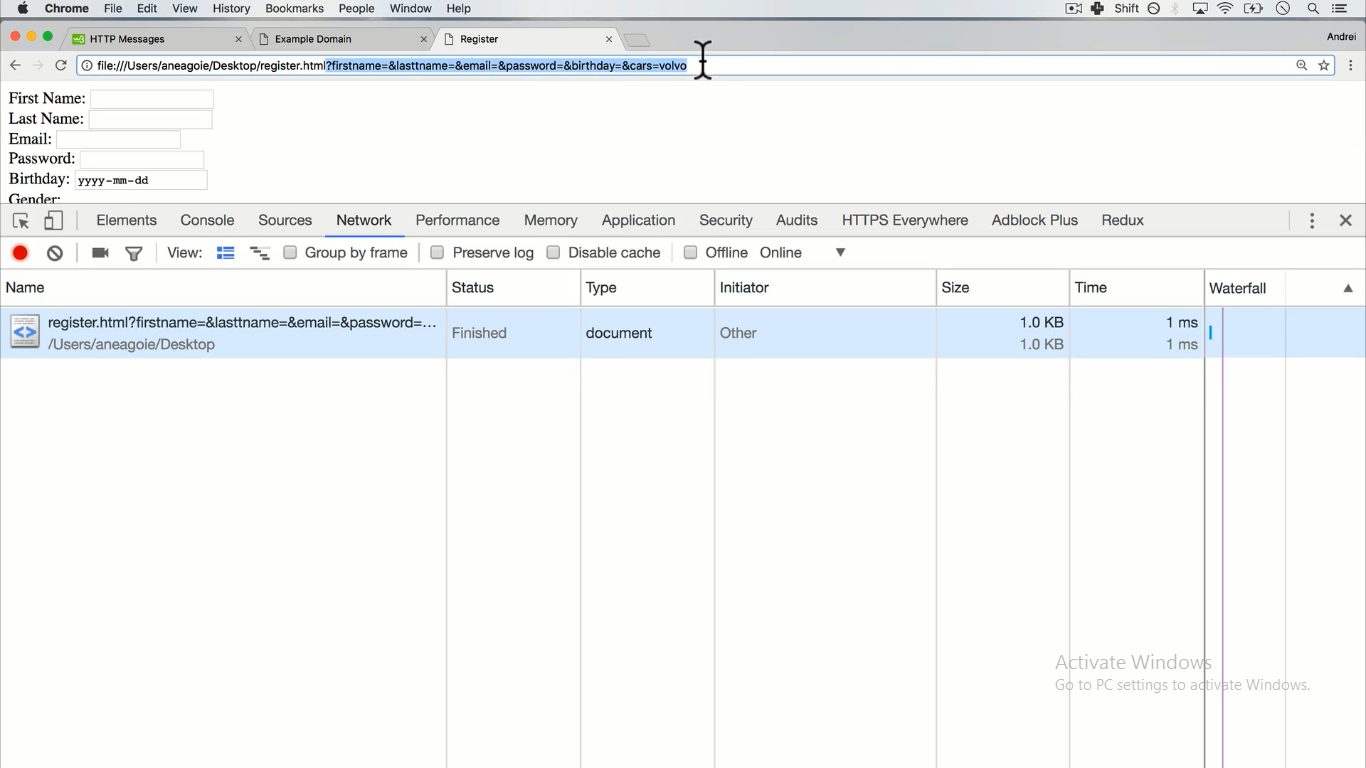 Chrome File Edit View History Bookmarks People Window Help Shift
HTTP Messages Example Domain Register Andrei
file:///Users/aneagoie/Desktop/register.html?firstname=&lasttname=&email=&password=&birthday=&cars=volvo
First Name:
Last Name:
Email:
Password:
Birthday: yyyy-mm-dd
Gender:
Elements Console Sources Network Performance Memory Application Security Audits HTTPS Everywhere Adblock Plus Redux
View: Group by frame Preserve log Disable cache Offline Online
Name Status Type Initiator Size Time Waterfall
register.html?firstname=&lasttname=&email=&password=... Finished document Other 1.0 KB 1 ms
/Users/aneagoie/Desktop 1.0 KB 1 ms
Activate Windows
Go to PC settings to activate Windows.